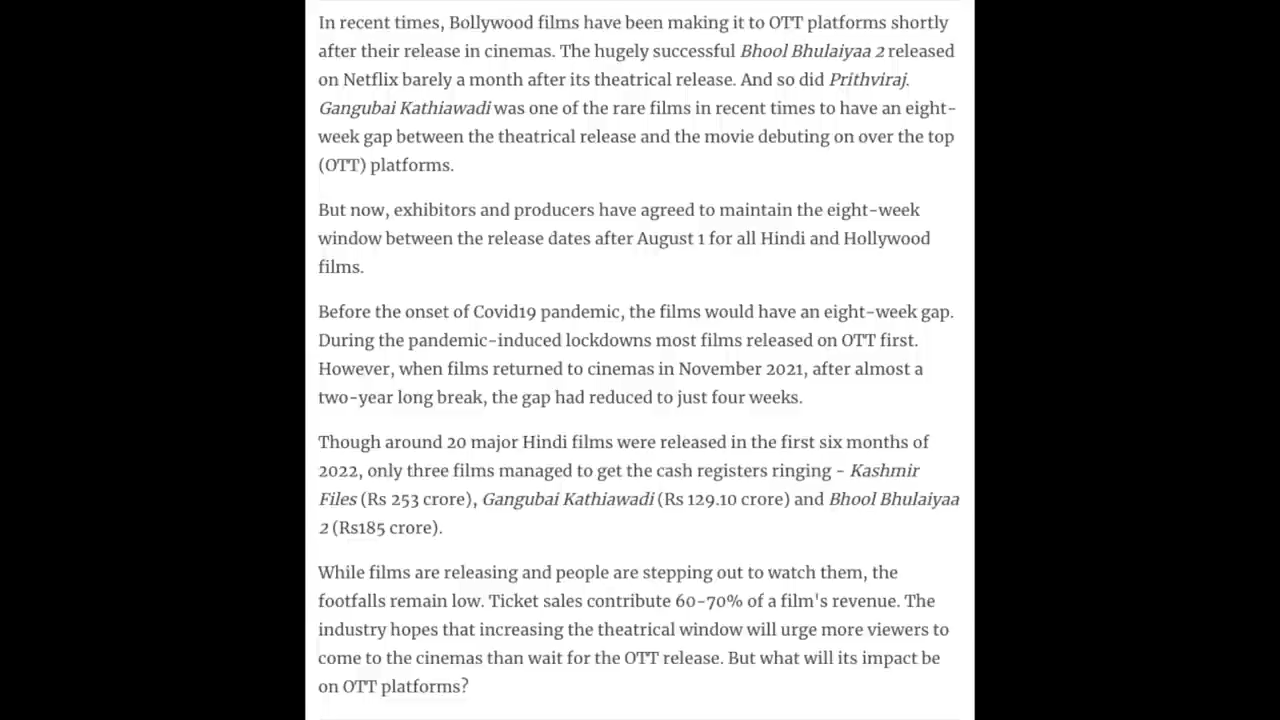 In recent times, Bollywood films have been making it to OTT platforms shortly
after their release in cinemas. The hugely successful Bhool Bhulaiyaa 2 released
on Netflix barely a month after its theatrical release. And so did Prithviraj.
Gangubai Kathiawadi was one of the rare films in recent times to have an eight-
week gap between the theatrical release and the movie debuting on over the top
(OTT) platforms.
But now, exhibitors and producers have agreed to maintain the eight-week
window between the release dates after August 1 for all Hindi and Hollywood
films.
Before the onset of Covid19 pandemic, the films would have an eight-week gap.
During the pandemic-induced lockdowns most films released on OTT first.
However, when films returned to cinemas in November 2021, after almost a
two-year long break, the gap had reduced to just four weeks.
Though around 20 major Hindi films were released in the first six months of
2022, only three films managed to get the cash registers ringing - Kashmir
Files (Rs 253 crore), Gangubai Kathiawadi (Rs 129.10 crore) and Bhool Bhulaiyaa
2 (Rs185 crore).
While films are releasing and people are stepping out to watch them, the
footfalls remain low. Ticket sales contribute 60-70% of a film's revenue. The
industry hopes that increasing the theatrical window will urge more viewers to
come to the cinemas than wait for the OTT release. But what will its impact be
on OTT platforms?